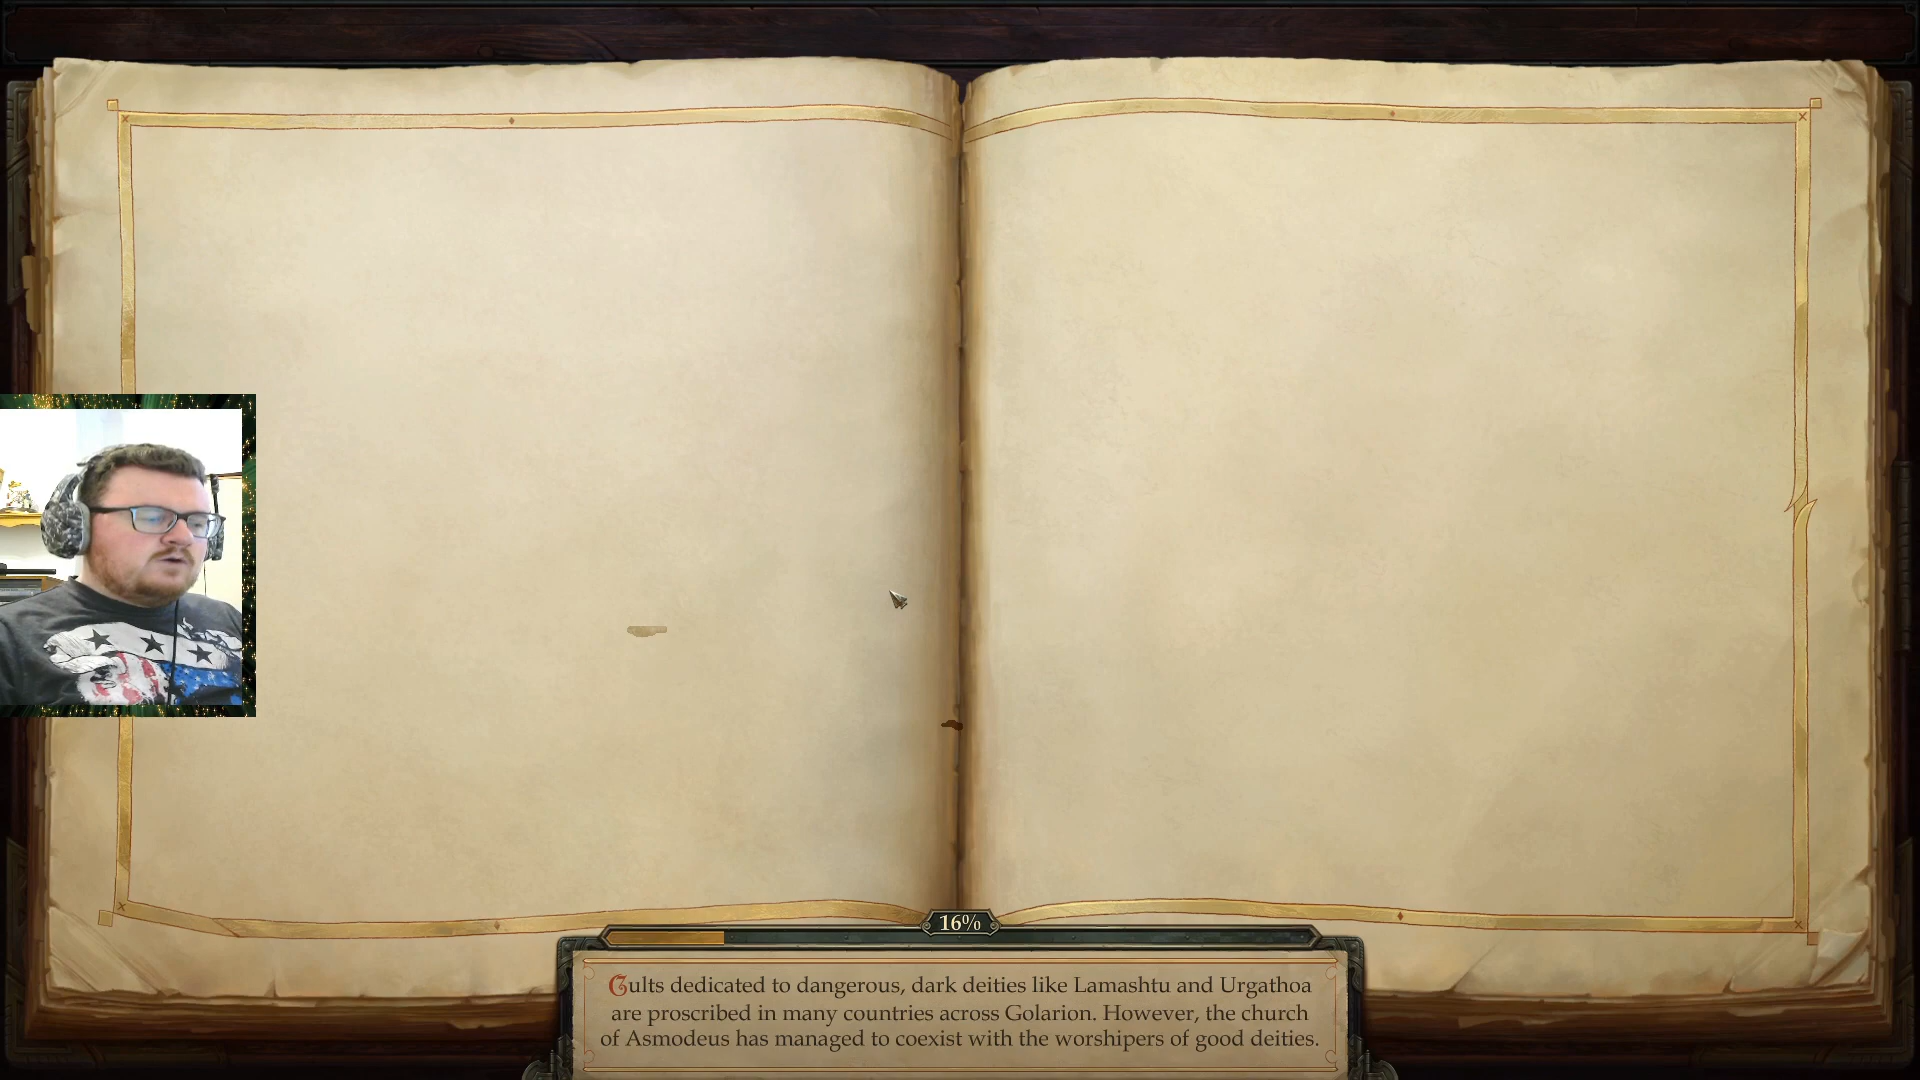 16%
Cults dedicated to dangerous, dark deities like Lamashtu and Urgathoa
are proscribed in many countries across Golarion. However, the church
of Asmodeus has managed to coexist with the worshipers of good deities.